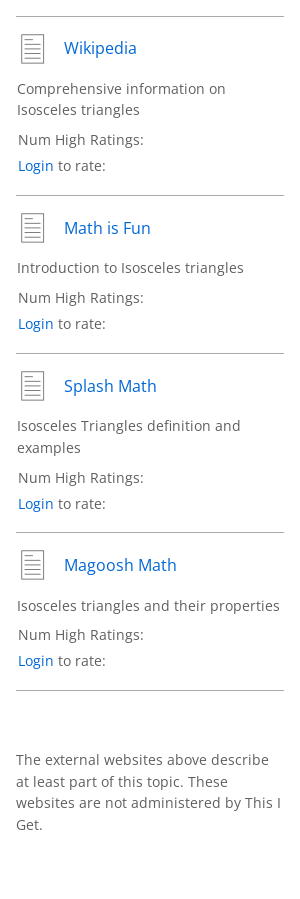 Wikipedia
Comprehensive information on
Isosceles triangles
Num High Ratings:
Login to rate:
Math is Fun
Introduction to Isosceles triangles
Num High Ratings:
Login to rate:
Splash Math
Isosceles Triangles definition and
examples
Num High Ratings:
Login to rate:
Magoosh Math
Isosceles triangles and their properties
Num High Ratings:
Login to rate:
The external websites above describe
at least part of this topic. These
websites are not administered by This I
Get.